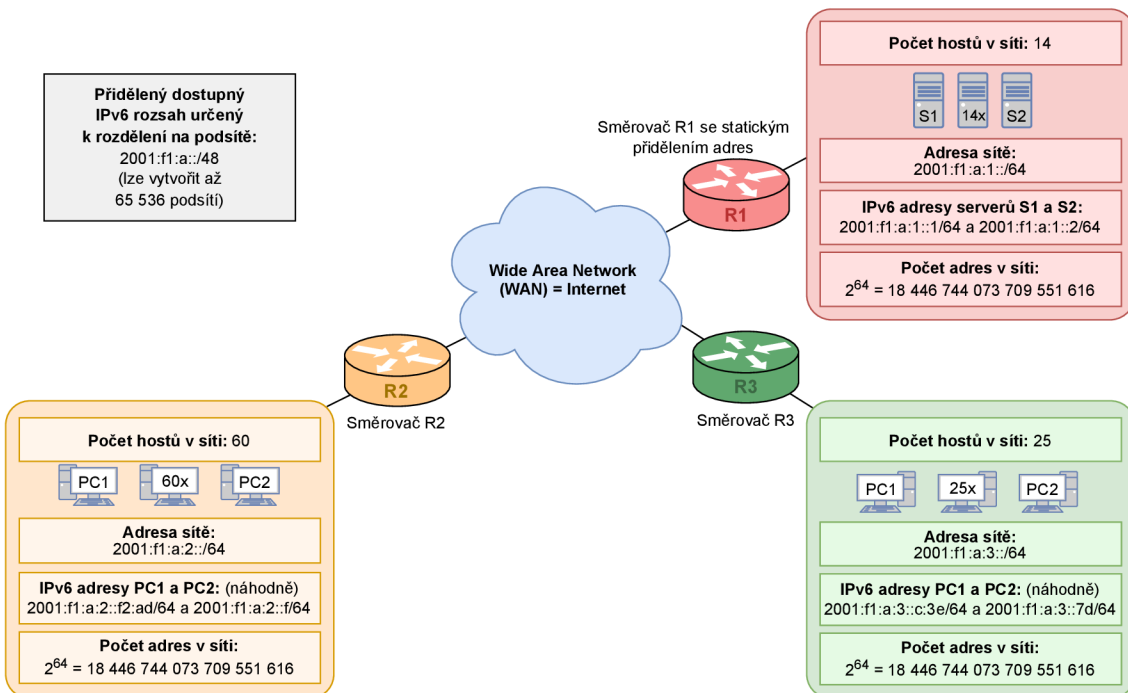 Přidělený dostupný
IPv6 rozsah určený
k rozdělení na podsítě:
2001:f1:a::/48
(lze vytvořit až
65 536 podsítí)
Směrovač R1 se statickým
přidělením adres
R1
Wide Area Network
(WAN) = Internet
R2
Směrovač R2
R3
Směrovač R3
Počet hostů v síti: 14
S1
14x
S2
Adresa sítě:
2001:f1:a:1::/64
IPv6 adresy serverů S1 a S2:
2001:f1:a:1::1/64 a 2001:f1:a:1::2/64
Počet adres v síti:
2^64 = 18 446 744 073 709 551 616
Počet hostů v síti: 60
PC1
60x
PC2
Adresa sítě:
2001:f1:a:2::/64
IPv6 adresy PC1 a PC2: (náhodně)
2001:f1:a:2::f2:ad/64 a 2001:f1:a:2::f/64
Počet adres v síti:
2^64 = 18 446 744 073 709 551 616
Počet hostů v síti: 25
PC1
25x
PC2
Adresa sítě:
2001:f1:a:3::/64
IPv6 adresy PC1 a PC2: (náhodně)
2001:f1:a:3::c:3e/64 a 2001:f1:a:3::7d/64
Počet adres v síti:
2^64 = 18 446 744 073 709 551 616